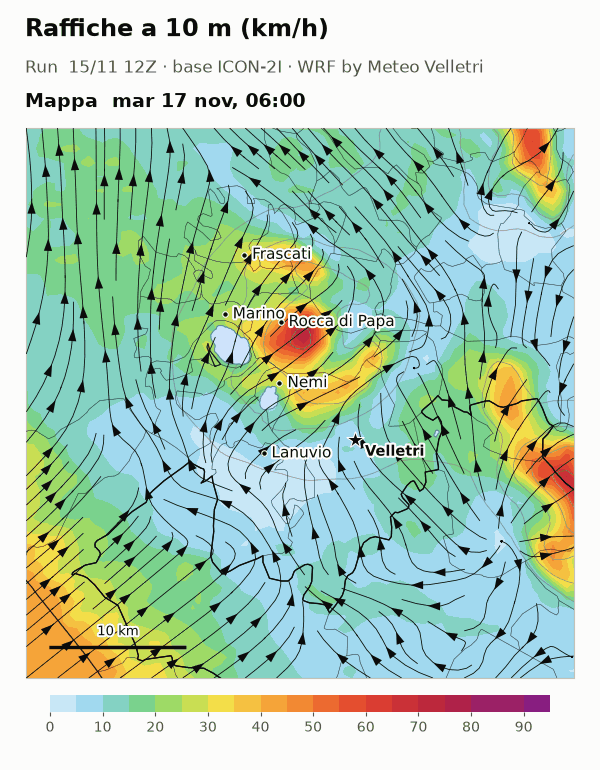 Raffiche a 10 m (km/h)
Run 15/11 12Z · base ICON-2I · WRF by Meteo Velletri
Mappa mar 17 nov, 06:00
Frascati
Marino
Rocca di Papa
Nemi
Velletri
Lanuvio
10 km
0 10 20 30 40 50 60 70 80 90